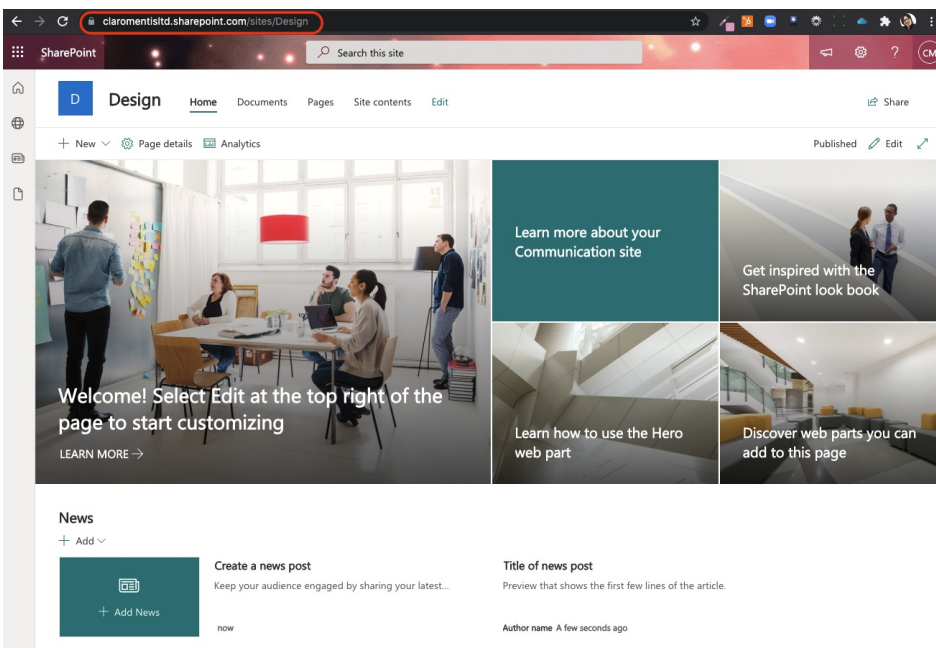 claromentisltd.sharepoint.com/sites/Design
SharePoint
Search this site
CM
D
Design
Home
Documents
Pages
Site contents
Edit
Share
New
Page details
Analytics
Published
Edit
Welcome! Select Edit at the top right of the
page to start customizing
LEARN MORE
Learn more about your
Communication site
Get inspired with the
SharePoint look book
Learn how to use the Hero
web part
Discover web parts you can
add to this page
News
Add
Add News
Create a news post
Keep your audience engaged by sharing your latest...
now
Title of news post
Preview that shows the first few lines of the article.
Author name A few seconds ago